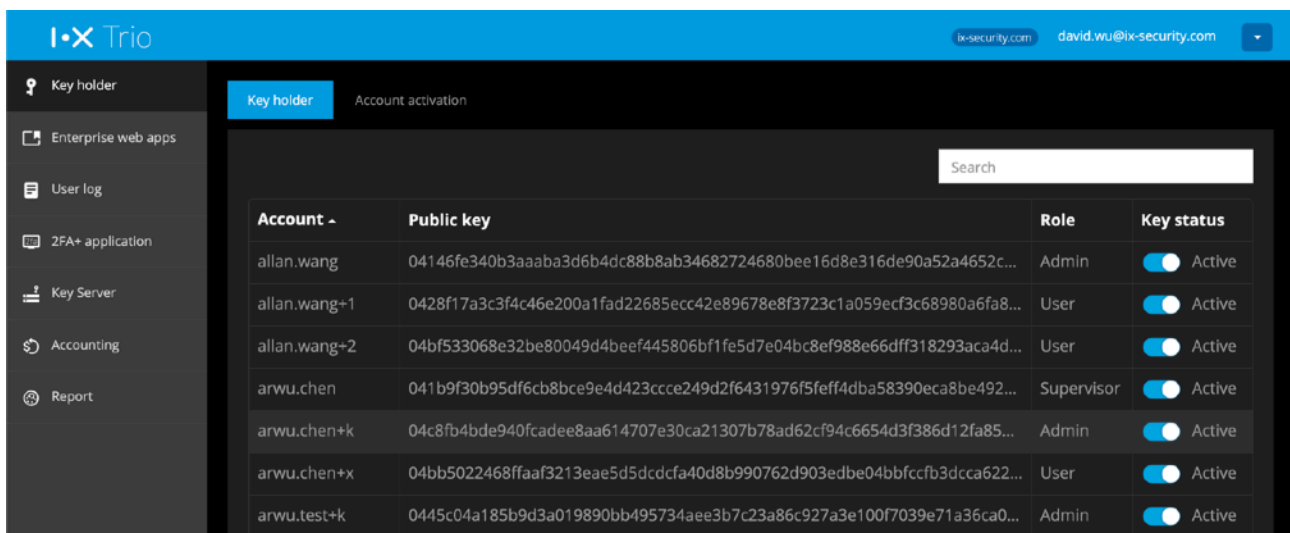 I•X Trio
ix-security.com david.wu@ix-security.com
Key holder
Enterprise web apps
User log
2FA+ application
Key Server
Accounting
Report
Key holder Account activation
Search
Account Public key Role Key status
allan.wang 04146fe340b3aaaba3d6b4dc88b8ab34682724680bee16d8e316de90a52a4652c... Admin Active
allan.wang+1 0428f17a3c3f4c46e200a1fad22685ecc42e89678e8f3723c1a059ecf3c68980a6fa8... User Active
allan.wang+2 04bf533068e32be80049d4beef445806bf1fe5d7e04bc8ef988e66dff318293aca4d... User Active
arwu.chen 041b9f30b95df6cb8bce9e4d423ccce249d2f6431976f5feff4dba58390eca8be492... Supervisor Active
arwu.chen+k 04c8fb4bde940fcadee8aa614707e30ca21307b78ad62cf94c6654d3f386d12fa85... Admin Active
arwu.chen+x 04bb5022468ffaaf3213eae5d5dcdcfa40d8b990762d903edbe04bbfccfb3dcca622... User Active
arwu.test+k 0445c04a185b9d3a019890bb495734aee3b7c23a86c927a3e100f7039e71a36ca0... Admin Active